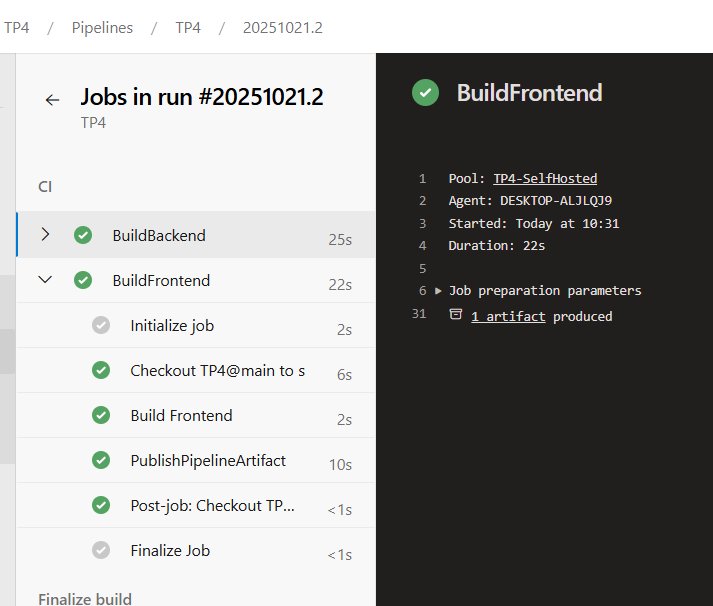 TP4 / Pipelines / TP4 / 20251021.2
Jobs in run #20251021.2
TP4
CI
BuildBackend 25s
BuildFrontend 22s
Initialize job 2s
Checkout TP4@main to s 6s
Build Frontend 2s
PublishPipelineArtifact 10s
Post-job: Checkout TP... <1s
Finalize Job <1s
Finalize build
BuildFrontend
1 Pool: TP4-SelfHosted
2 Agent: DESKTOP-ALJLQJ9
3 Started: Today at 10:31
4 Duration: 22s
5
6 Job preparation parameters
31 1 artifact produced